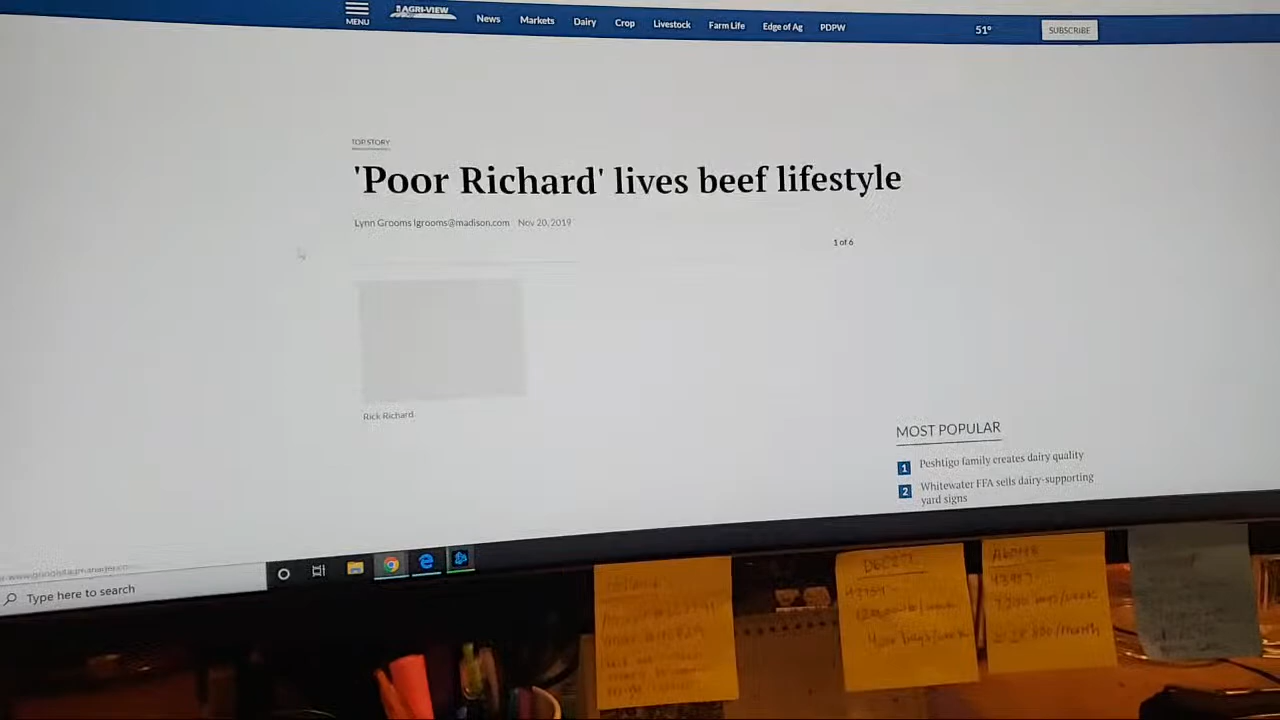 MENU
AGRI-VIEW
News Markets Dairy Crop Livestock Farm Life Edge of Ag PDPW
51°
SUBSCRIBE
TOP STORY
'Poor Richard' lives beef lifestyle
Lynn Grooms lgrooms@madison.com Nov 20, 2019
1 of 6
Rick Richard
MOST POPULAR
1 Peshtigo family creates dairy quality
2 Whitewater FFA sells dairy-supporting
yard signs
Type here to search